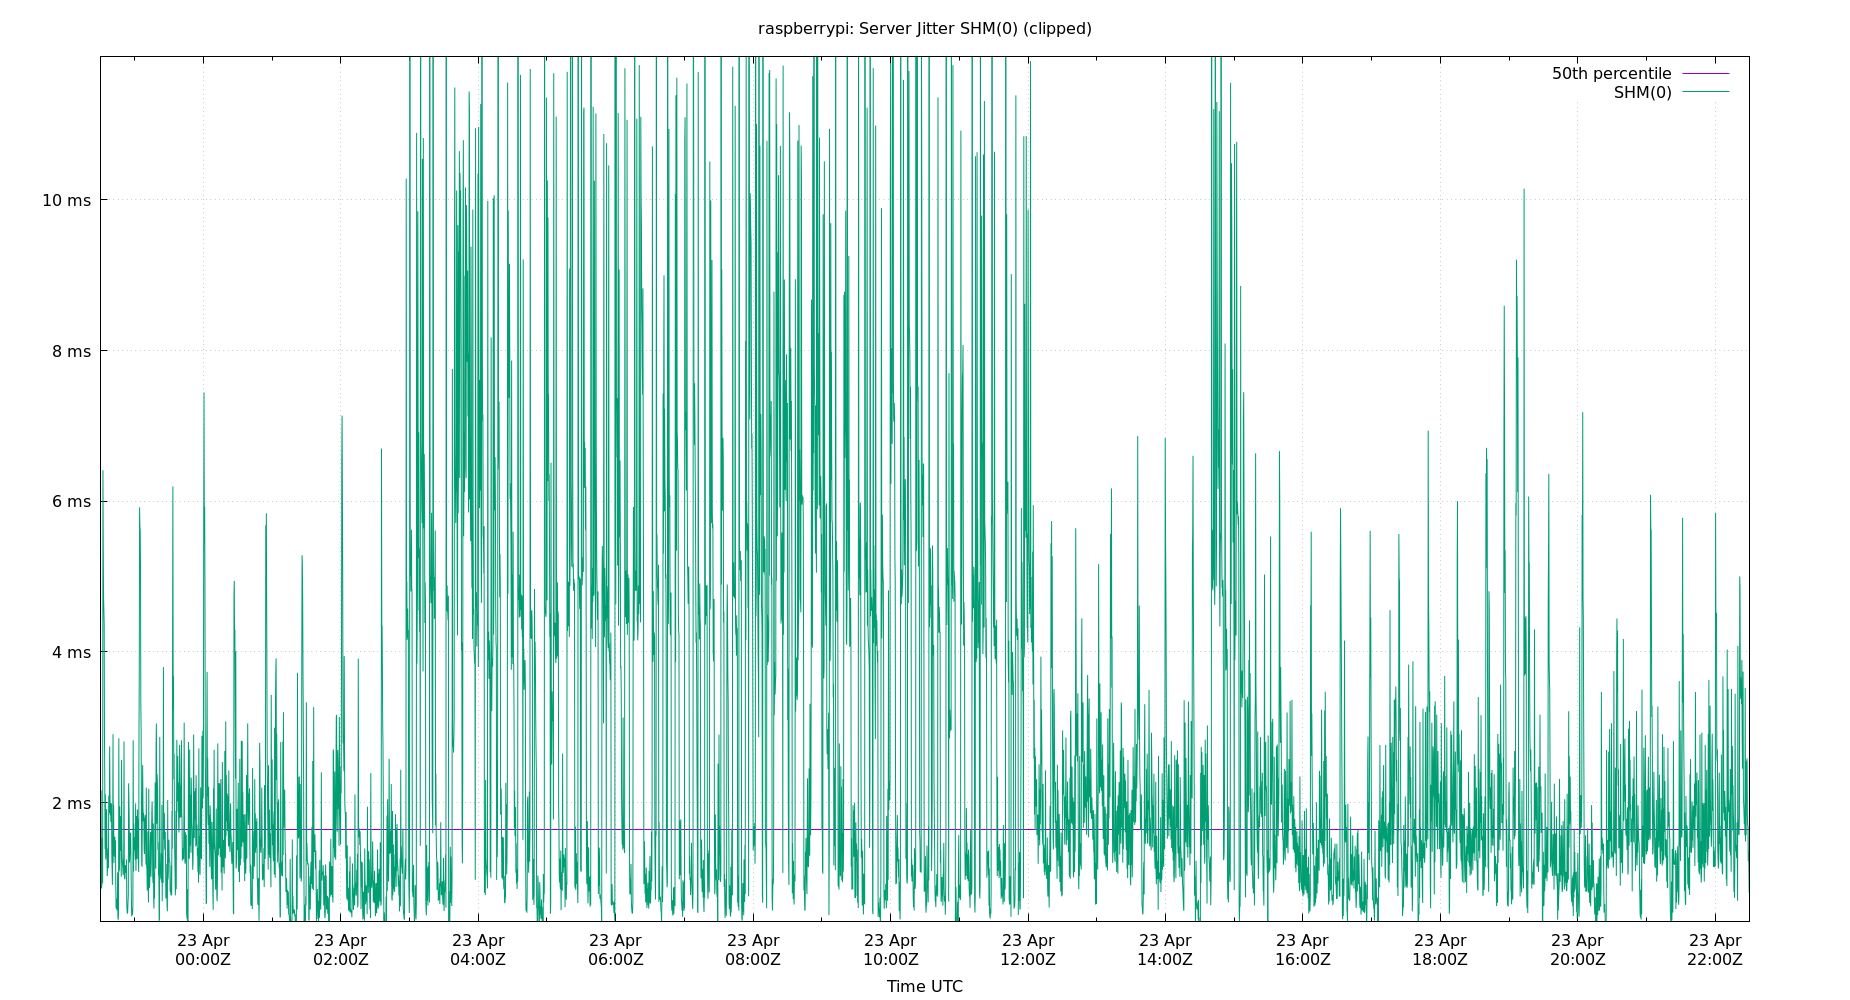 raspberrypi: Server Jitter SHM(0) (clipped)
50th percentile
SHM(0)
10 ms
8 ms
6 ms
4 ms
2 ms
23 Apr 23 Apr 23 Apr 23 Apr 23 Apr 23 Apr 23 Apr 23 Apr 23 Apr 23 Apr 23 Apr 23 Apr
00:00Z 02:00Z 04:00Z 06:00Z 08:00Z 10:00Z 12:00Z 14:00Z 16:00Z 18:00Z 20:00Z 22:00Z
Time UTC